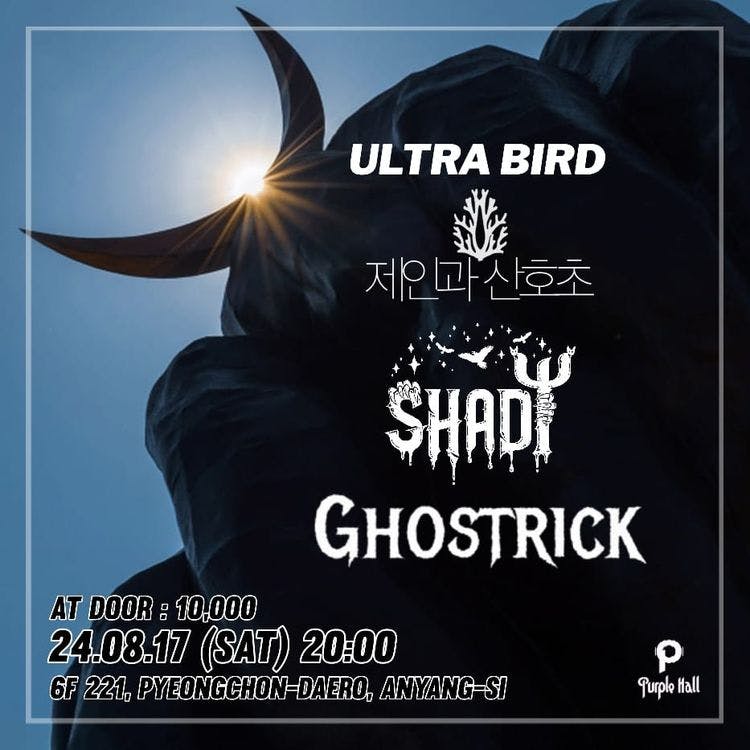 ULTRA BIRD
제인과 산호초
SHADY
GHOSTRICK
AT DOOR : 10,000
24.08.17 (SAT) 20:00
6F 221, PYEONGCHON-DAERO, ANYANG-SI
Purple Hall